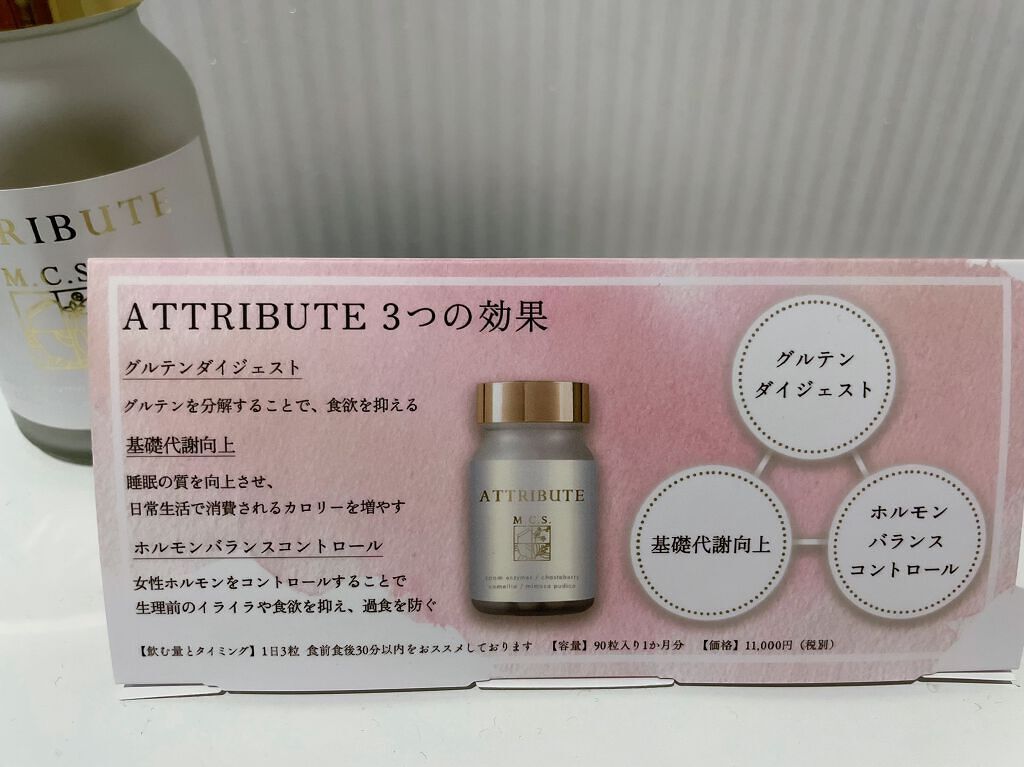 RIBUTE
M.C.S
ATTRIBUTE 3つの効果
グルテンダイジェスト
グルテンを分解することで、食欲を抑える
基礎代謝向上
睡眠の質を向上させ、
日常生活で消費されるカロリーを増やす
ホルモンバランスコントロール
女性ホルモンをコントロールすることで
生理前のイライラや食欲を抑え、過食を防ぐ
ATTRIBUTE
M.C.S.
enzymes / chasteberry
camellia / mimosa pudica
グルテン
ダイジェスト
基礎代謝向上
ホルモン
バランス
コントロール
【飲む量とタイミング】1日3粒 食前食後30分以内をおススメしております 【容量】90粒入り1か月分 【価格】11,000円（税別）